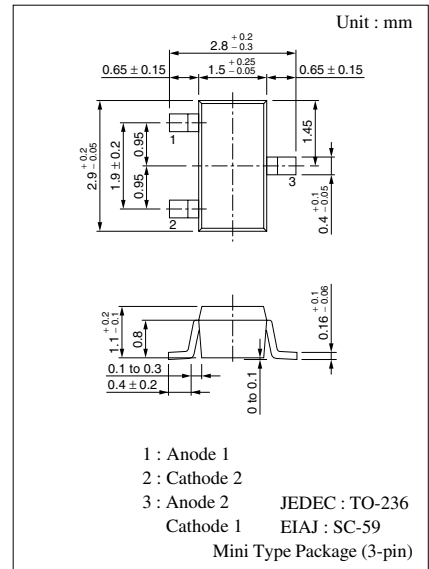 Unit : mm
2.8 +0.2 −0.3
0.65 ± 0.15 1.5 +0.25 −0.05 0.65 ± 0.15
2.9 +0.2 −0.05
1.9 ± 0.2
0.95
0.95
1.45
0.4 +0.1 −0.05
1
2
3
1.1 +0.2 −0.1
0.8
0.16 +0.1 −0.06
0.1 to 0.3
0.4 ± 0.2
0 to 0.1
1 : Anode 1
2 : Cathode 2
3 : Anode 2 JEDEC : TO-236
Cathode 1 EIAJ : SC-59
Mini Type Package (3-pin)